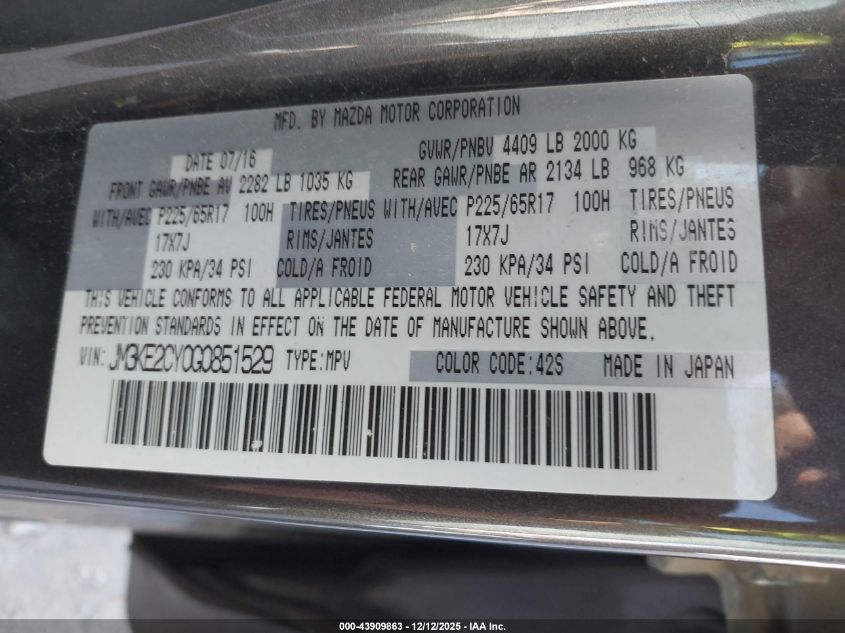 MFD. BY MAZDA MOTOR CORPORATION
DATE 07/16 GVWR/PNBV 4409 LB 2000 KG
FRONT GAWR/PNBE AV 2282 LB 1035 KG REAR GAWR/PNBE AR 2134 LB 968 KG
WITH/AVEC P225/65R17 100H TIRES/PNEUS WITH/AVEC P225/65R17 100H TIRES/PNEUS
17X7J RIMS/JANTES 17X7J RIMS/JANTES
230 KPA/34 PSI COLD/A FROID 230 KPA/34 PSI COLD/A FROID
THIS VEHICLE CONFORMS TO ALL APPLICABLE FEDERAL MOTOR VEHICLE SAFETY AND THEFT
PREVENTION STANDARDS IN EFFECT ON THE DATE OF MANUFACTURE SHOWN ABOVE.
VIN: JM3KE2CY0G0851529 TYPE:MPV COLOR CODE:42S MADE IN JAPAN
000-43909863 - 12/12/2025 - IAA Inc.